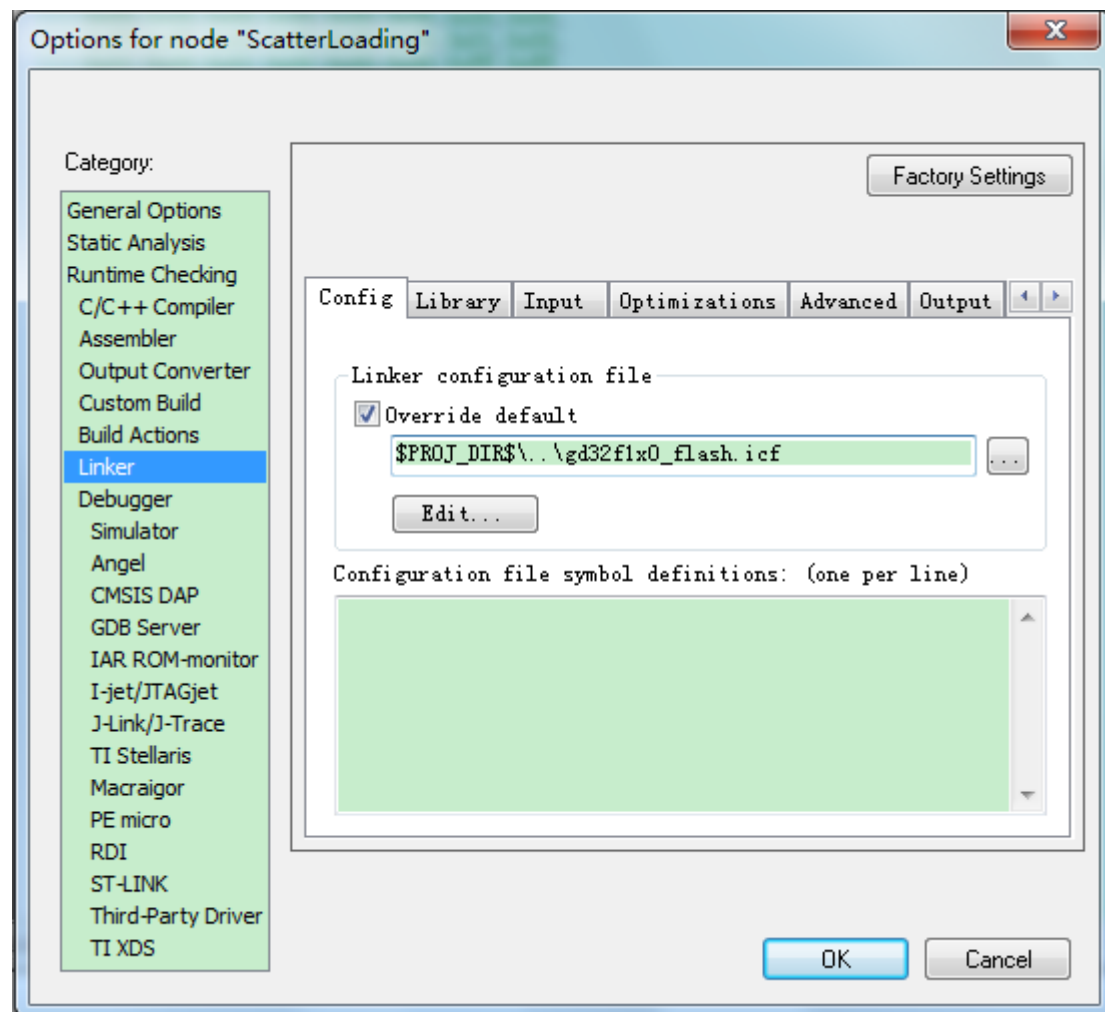 Options for node "ScatterLoading"
Category:
General Options
Static Analysis
Runtime Checking
C/C++ Compiler
Assembler
Output Converter
Custom Build
Build Actions
Linker
Debugger
Simulator
Angel
CMSIS DAP
GDB Server
IAR ROM-monitor
I-jet/JTAGjet
J-Link/J-Trace
TI Stellaris
Macraigor
PE micro
RDI
ST-LINK
Third-Party Driver
TI XDS
Factory Settings
Config Library Input Optimizations Advanced Output
Linker configuration file
Override default
$PROJ_DIR$\..\gd32f1x0_flash.icf
...
Edit...
Configuration file symbol definitions: (one per line)
OK Cancel